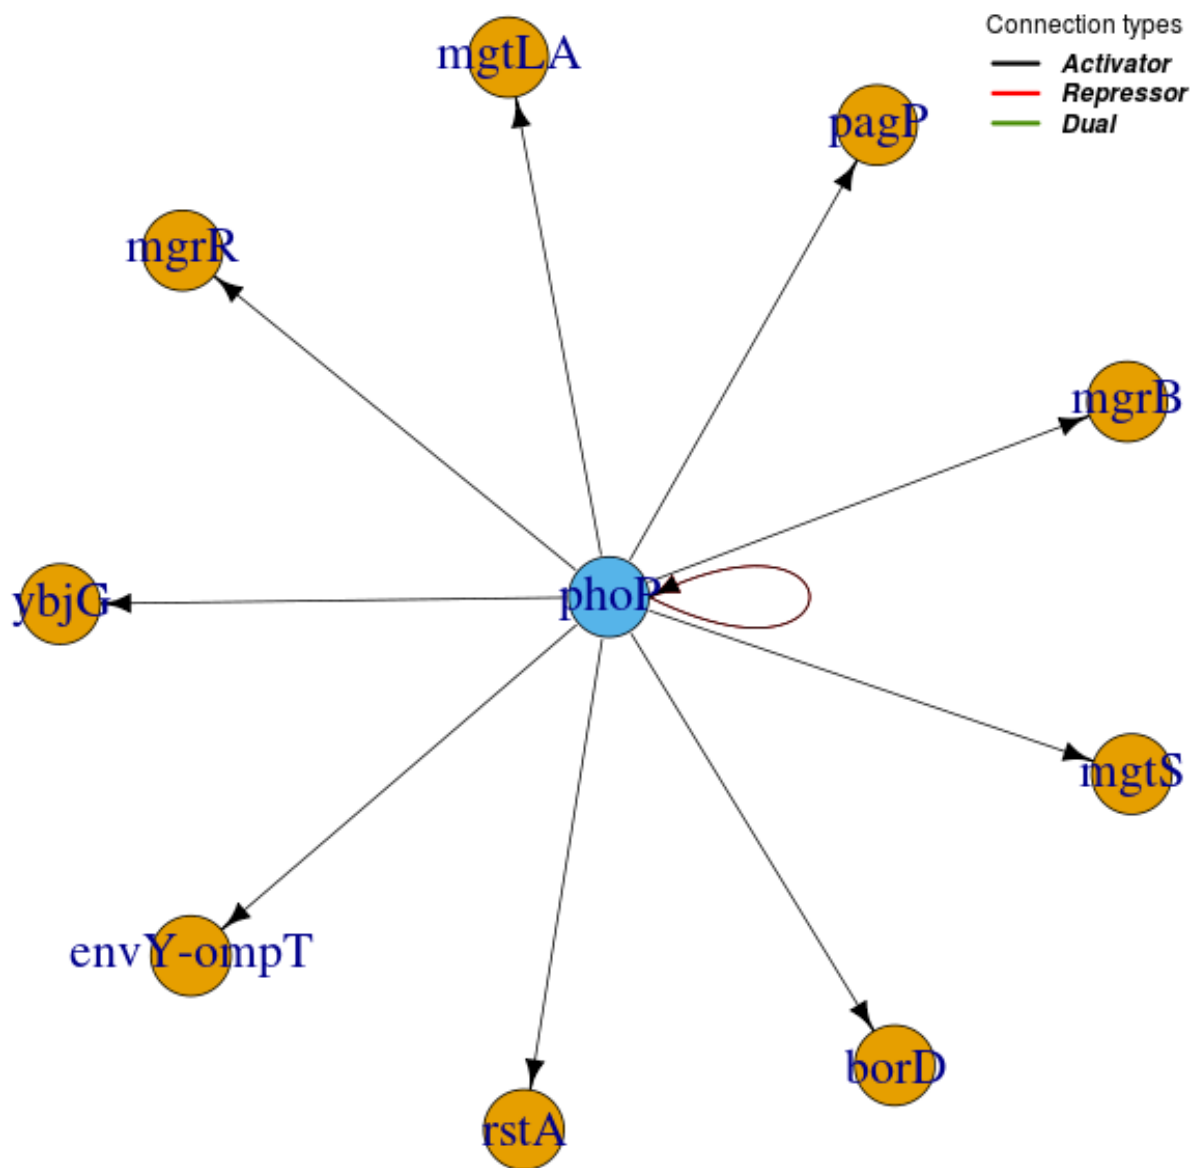 Connection types
Activator
Repressor
Dual
mgtLA
pagP
mgrR
mgrB
phoP
ybjG
mgtS
envY-ompT
borD
rstA